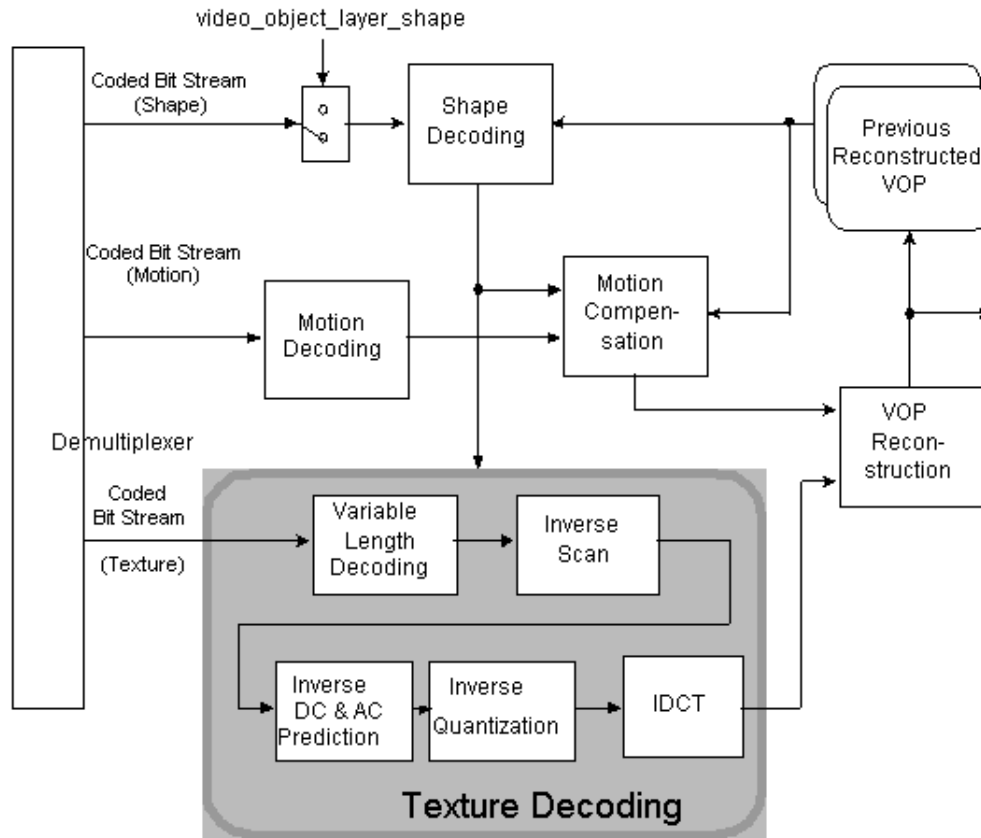 video_object_layer_shape
Coded Bit Stream
(Shape)
Shape
Decoding
Previous
Reconstructed
VOP
Coded Bit Stream
(Motion)
Motion
Decoding
Motion
Compen-
sation
VOP
Recon-
struction
Demultiplexer
Coded
Bit Stream
(Texture)
Variable
Length
Decoding
Inverse
Scan
Inverse
DC & AC
Prediction
Inverse
Quantization
IDCT
Texture Decoding